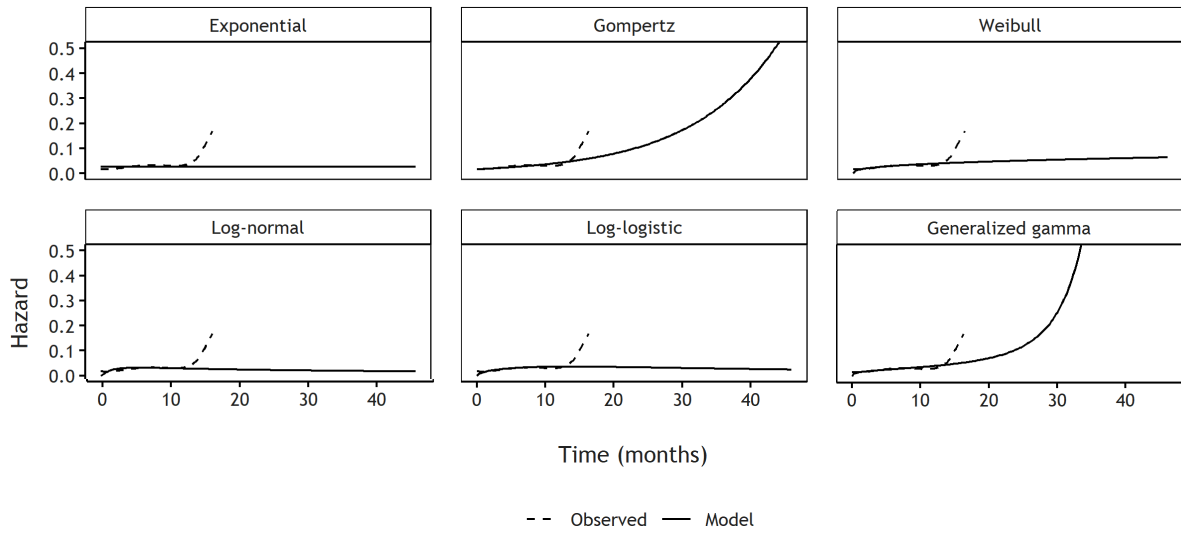 Exponential Gompertz Weibull
0.5
0.4
0.3
0.2
0.1
0.0
Log-normal Log-logistic Generalized gamma
0.5
0.4
0.3
0.2
0.1
0.0
0 10 20 30 40 0 10 20 30 40 0 10 20 30 40
Hazard
Time (months)
Observed Model